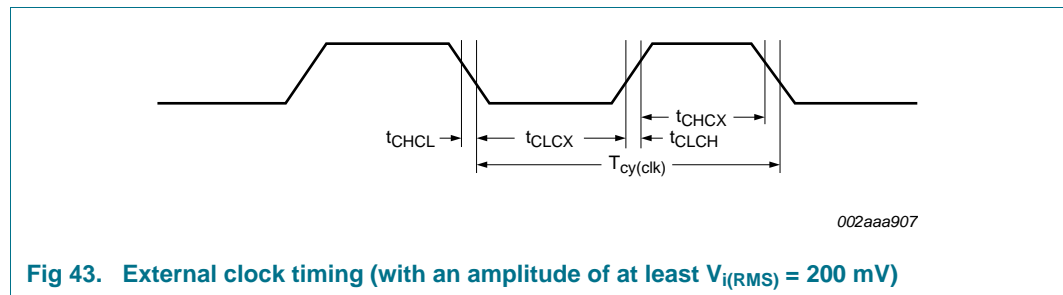 tCHCX
tCHCL tCLCX tCLCH
Tcy(clk)
002aaa907
Fig 43. External clock timing (with an amplitude of at least Vi(RMS) = 200 mV)